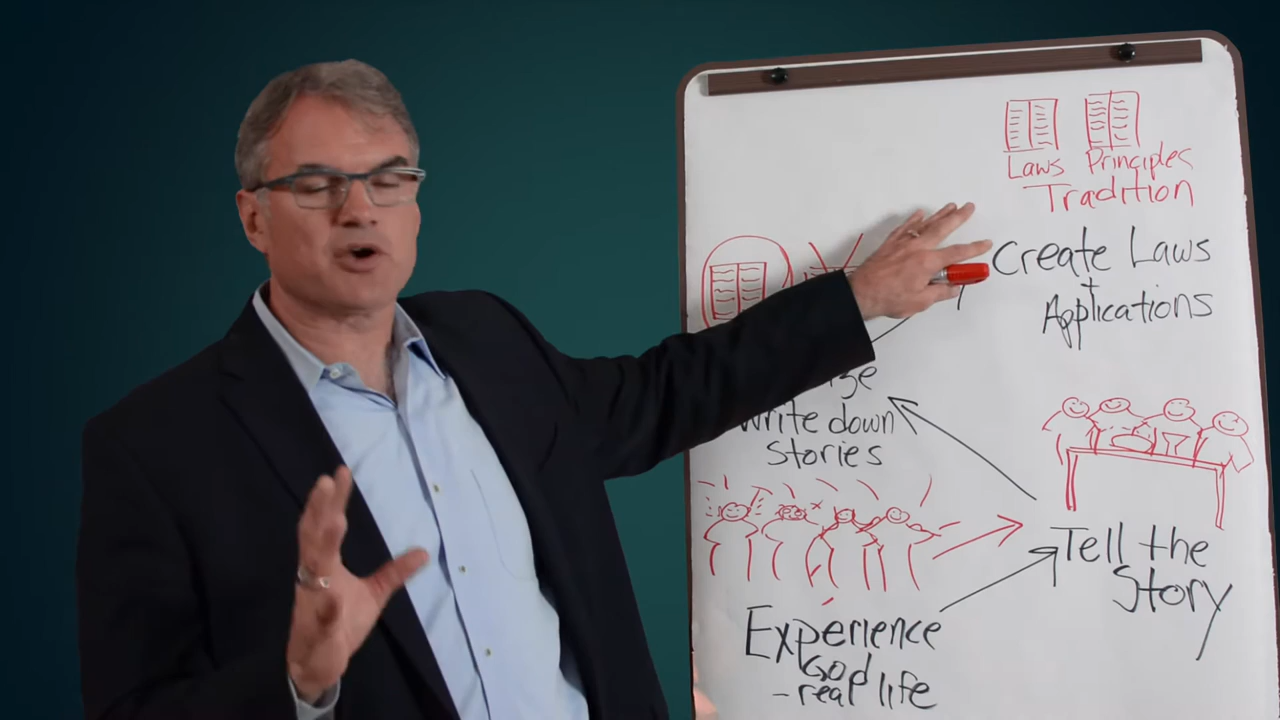 Laws Principles
Tradition
Create Laws
+
Applications
write down
stories
Tell the
Story
Experience
God
- real life